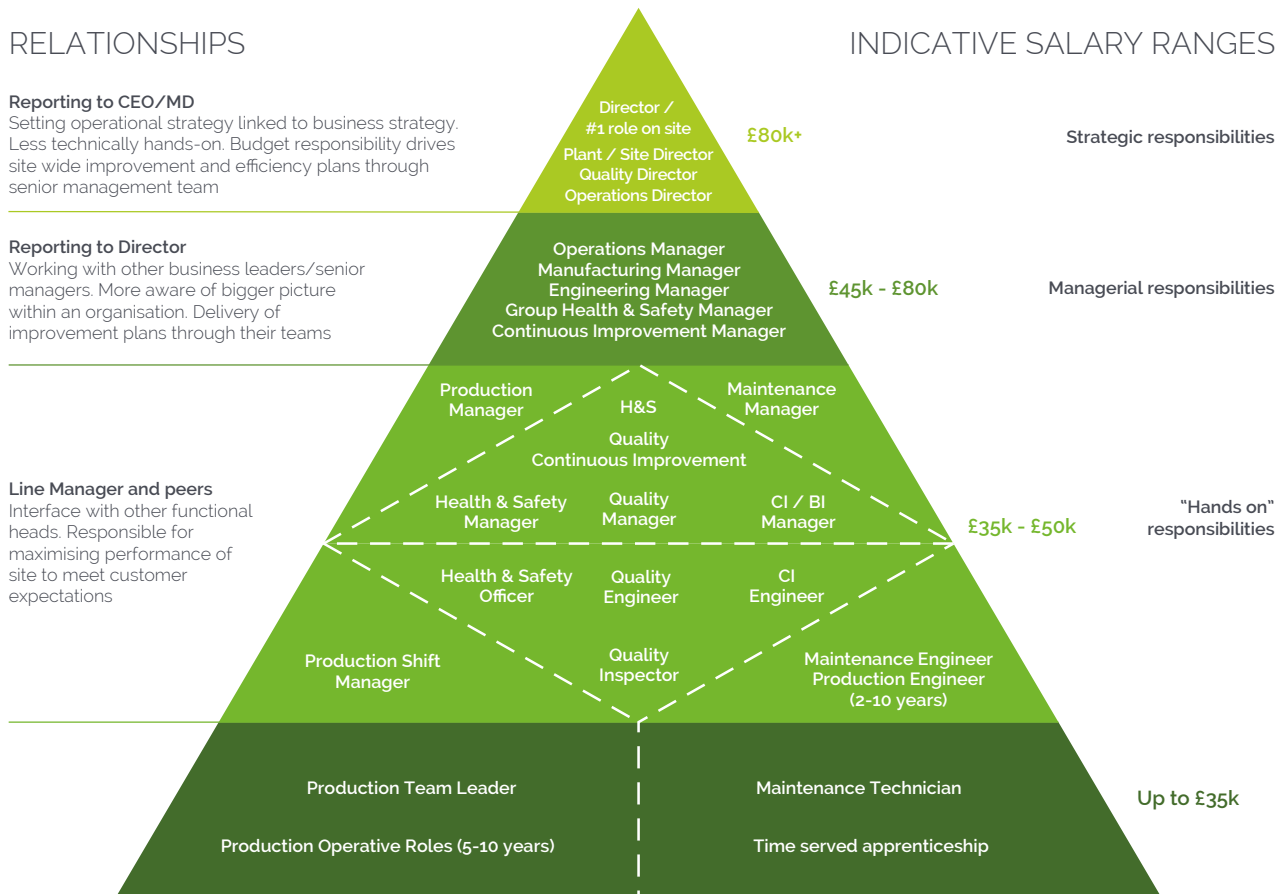 RELATIONSHIPS
INDICATIVE SALARY RANGES
Reporting to CEO/MD
Setting operational strategy linked to business strategy.
Less technically hands-on. Budget responsibility drives
site wide improvement and efficiency plans through
senior management team
Director /
#1 role on site
Plant / Site Director
Quality Director
Operations Director
£80k+
Strategic responsibilities
Reporting to Director
Working with other business leaders/senior
managers. More aware of bigger picture
within an organisation. Delivery of
improvement plans through their teams
Operations Manager
Manufacturing Manager
Engineering Manager
Group Health & Safety Manager
Continuous Improvement Manager
£45k - £80k
Managerial responsibilities
Line Manager and peers
Interface with other functional
heads. Responsible for
maximising performance of
site to meet customer
expectations
Production
Manager
H&S
Quality
Continuous Improvement
Maintenance
Manager
Health & Safety
Manager
Quality
Manager
CI / BI
Manager
£35k - £50k
“Hands on”
responsibilities
Health & Safety
Officer
Quality
Engineer
CI
Engineer
Production Shift
Manager
Quality
Inspector
Maintenance Engineer
Production Engineer
(2-10 years)
Production Team Leader
Maintenance Technician
Up to £35k
Production Operative Roles (5-10 years)
Time served apprenticeship